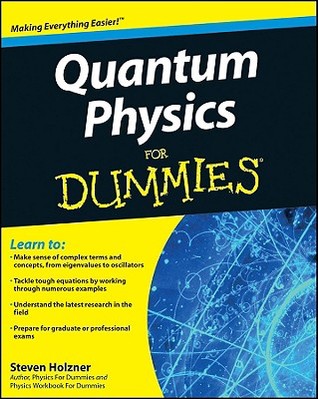 Making Everything Easier!™
Quantum
Physics
FOR
DUMMIES®
Learn to:
• Make sense of complex terms and
concepts, from eigenvalues to oscillators
• Tackle tough equations by working
through numerous examples
• Understand the latest research in the
field
• Prepare for graduate or professional
exams
Steven Holzner
Author, Physics For Dummies and
Physics Workbook For Dummies